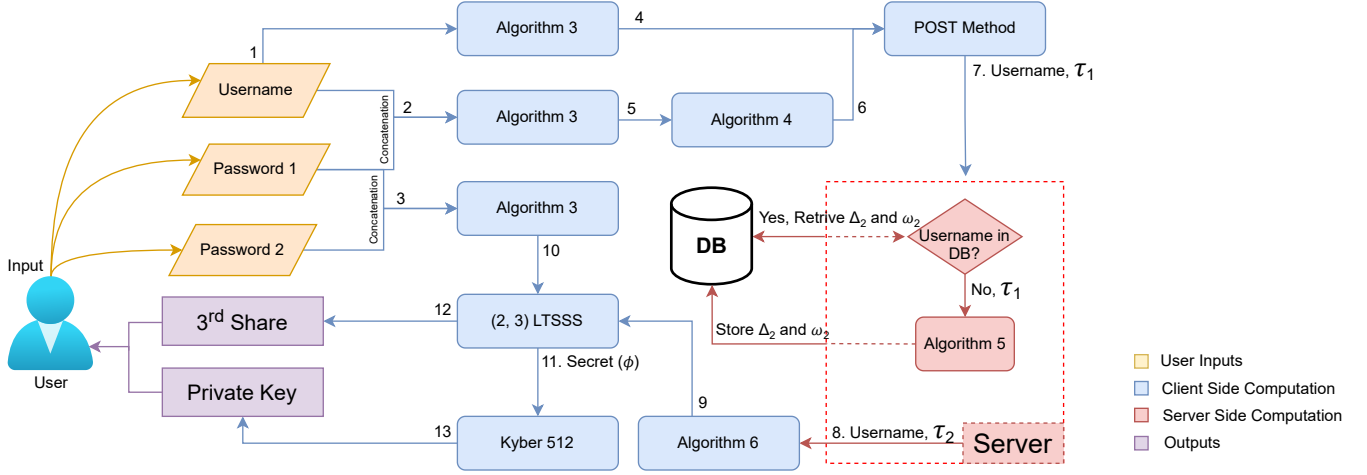 Algorithm 3
4
POST Method
1
7. Username, τ₁
Username
Concatenation
2
Algorithm 3
5
Algorithm 4
6
Password 1
Concatenation
3
Algorithm 3
Password 2
Input
10
DB
Yes, Retrive Δ₂ and ω₂
Username in
DB?
No, τ₁
3rd Share
12
(2, 3) LTSSS
Store Δ₂ and ω₂
Algorithm 5
11. Secret (ϕ)
User
Private Key
9
13
Kyber 512
Algorithm 6
8. Username, τ₂
Server
User Inputs
Client Side Computation
Server Side Computation
Outputs